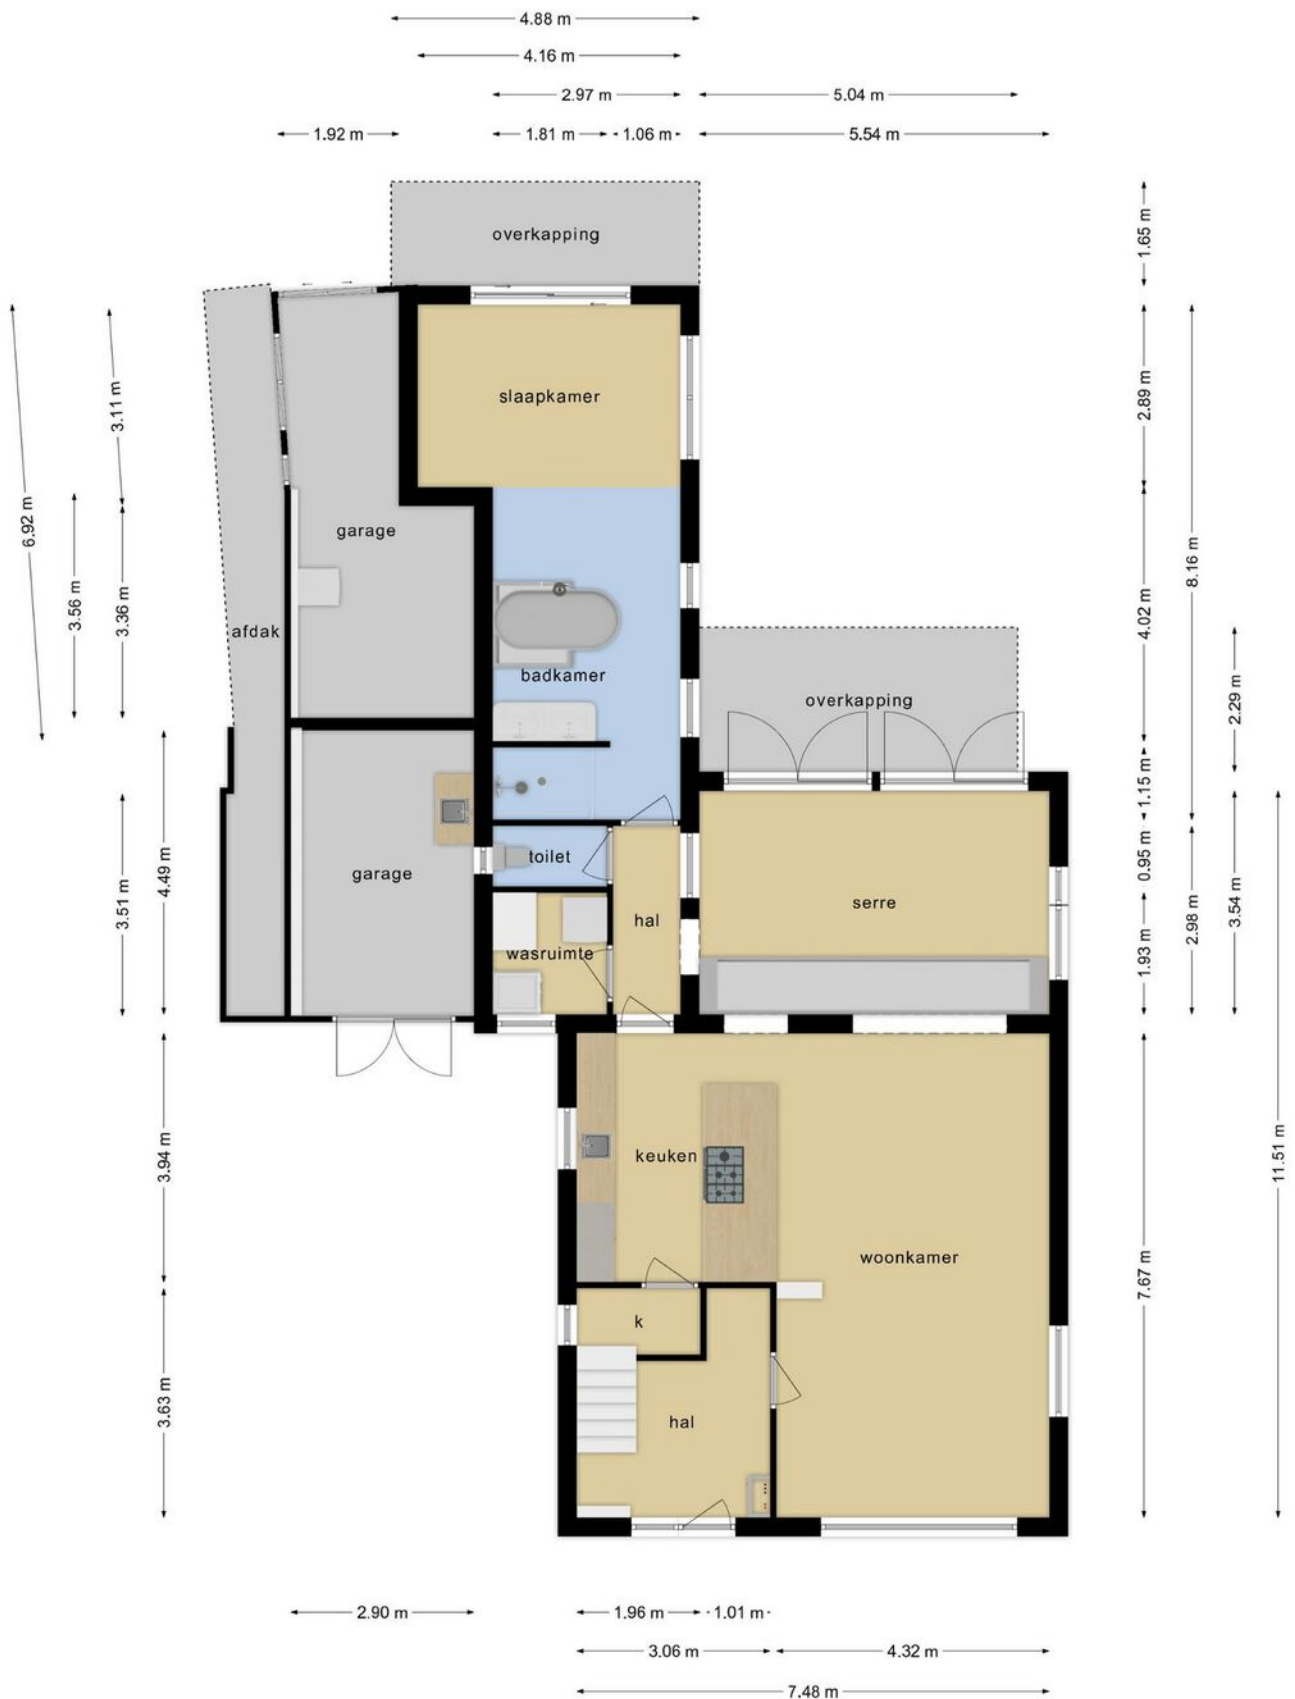 4.88 m
4.16 m
2.97 m
5.04 m
1.92 m
1.81 m
1.06 m
5.54 m
overkapping
1.65 m
slaapkamer
2.89 m
3.11 m
6.92 m
garage
8.16 m
3.56 m
3.36 m
4.02 m
afdak
badkamer
overkapping
2.29 m
1.15 m
toilet
garage
4.49 m
3.51 m
hal
serre
0.95 m
2.98 m
3.54 m
wasruimte
1.93 m
3.94 m
keuken
11.51 m
woonkamer
7.67 m
k
3.63 m
hal
2.90 m
1.96 m
1.01 m
3.06 m
4.32 m
7.48 m